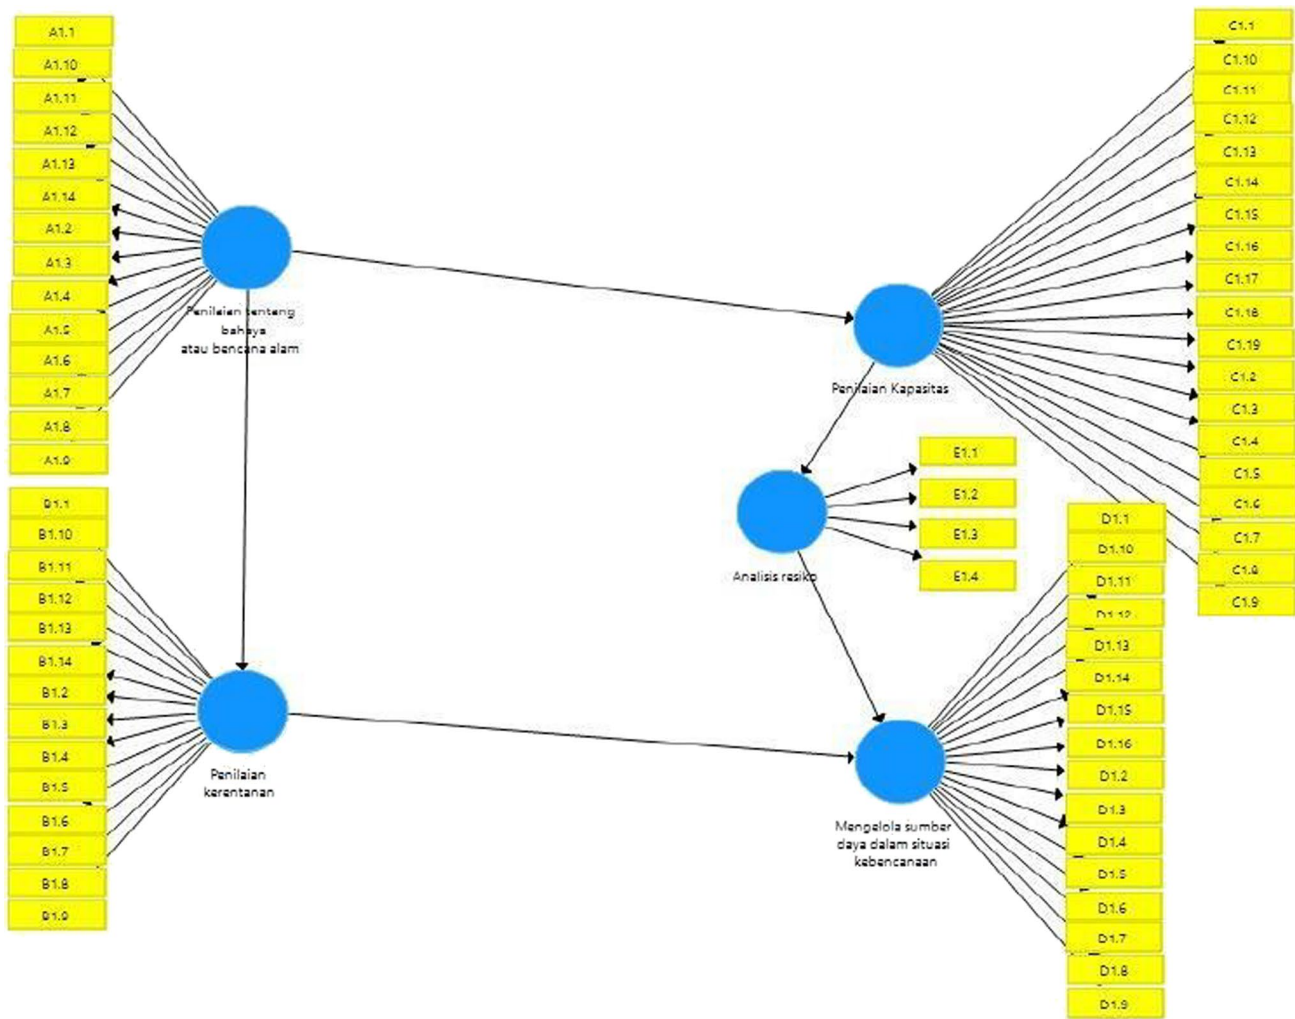 A1.1
A1.10
A1.11
A1.12
A1.13
A1.14
A1.2
A1.3
A1.4
A1.5
A1.6
A1.7
A1.8
A1.9
Penilaian tentang
bahaya
atau bencana alam
B1.1
B1.10
B1.11
B1.12
B1.13
B1.14
B1.2
B1.3
B1.4
B1.5
B1.6
B1.7
B1.8
B1.9
Penilaian
kerentanan
C1.1
C1.10
C1.11
C1.12
C1.13
C1.14
C1.15
C1.16
C1.17
C1.18
C1.19
C1.2
C1.3
C1.4
C1.5
C1.6
C1.7
C1.8
C1.9
Penilaian Kapasitas
E1.1
E1.2
E1.3
E1.4
Analisis resiko
D1.1
D1.10
D1.11
D1.12
D1.13
D1.14
D1.15
D1.16
D1.2
D1.3
D1.4
D1.5
D1.6
D1.7
D1.8
D1.9
Mengelola sumber
daya dalam situasi
kebencanaan